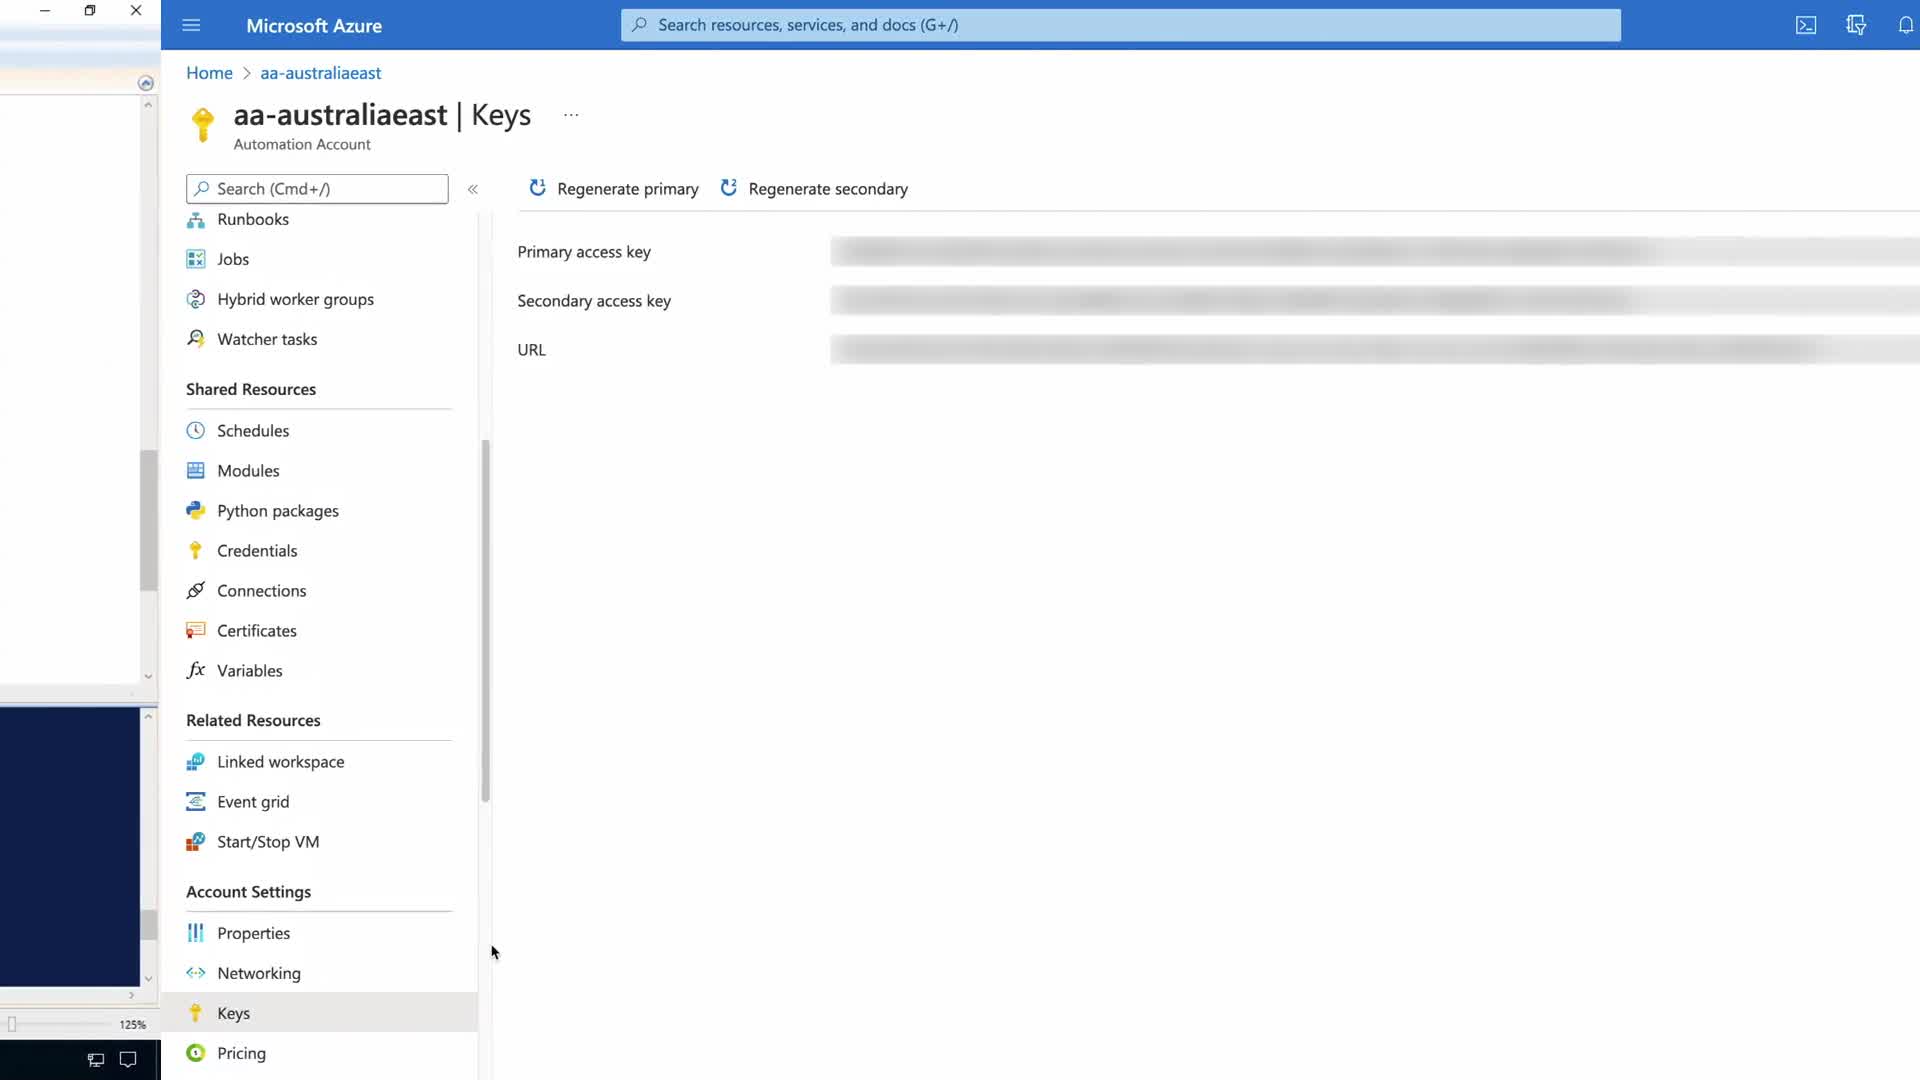 Microsoft Azure
Search resources, services, and docs (G+/)
Home > aa-australiaeast
aa-australiaeast | Keys ...
Automation Account
Search (Cmd+/) «
Regenerate primary
Regenerate secondary
Runbooks
Jobs
Hybrid worker groups
Watcher tasks
Shared Resources
Schedules
Modules
Python packages
Credentials
Connections
Certificates
Variables
Related Resources
Linked workspace
Event grid
Start/Stop VM
Account Settings
Properties
Networking
Keys
Pricing
Primary access key
Secondary access key
URL
125%